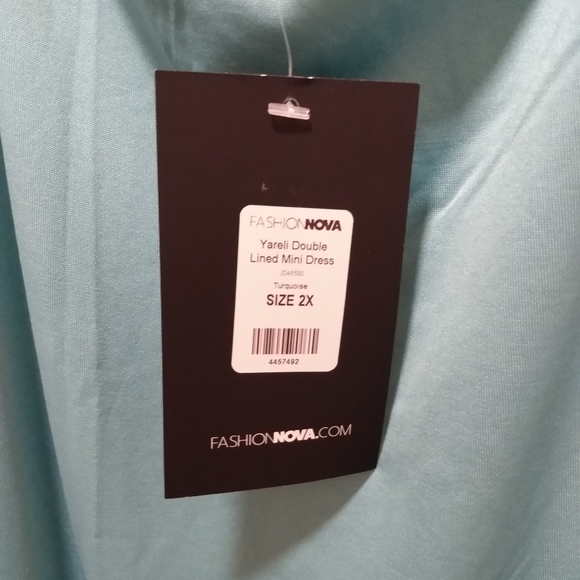 FASHIONNOVA
Yareli Double
Lined Mini Dress
Turquoise
SIZE 2X
4457492
FASHIONNOVA.COM